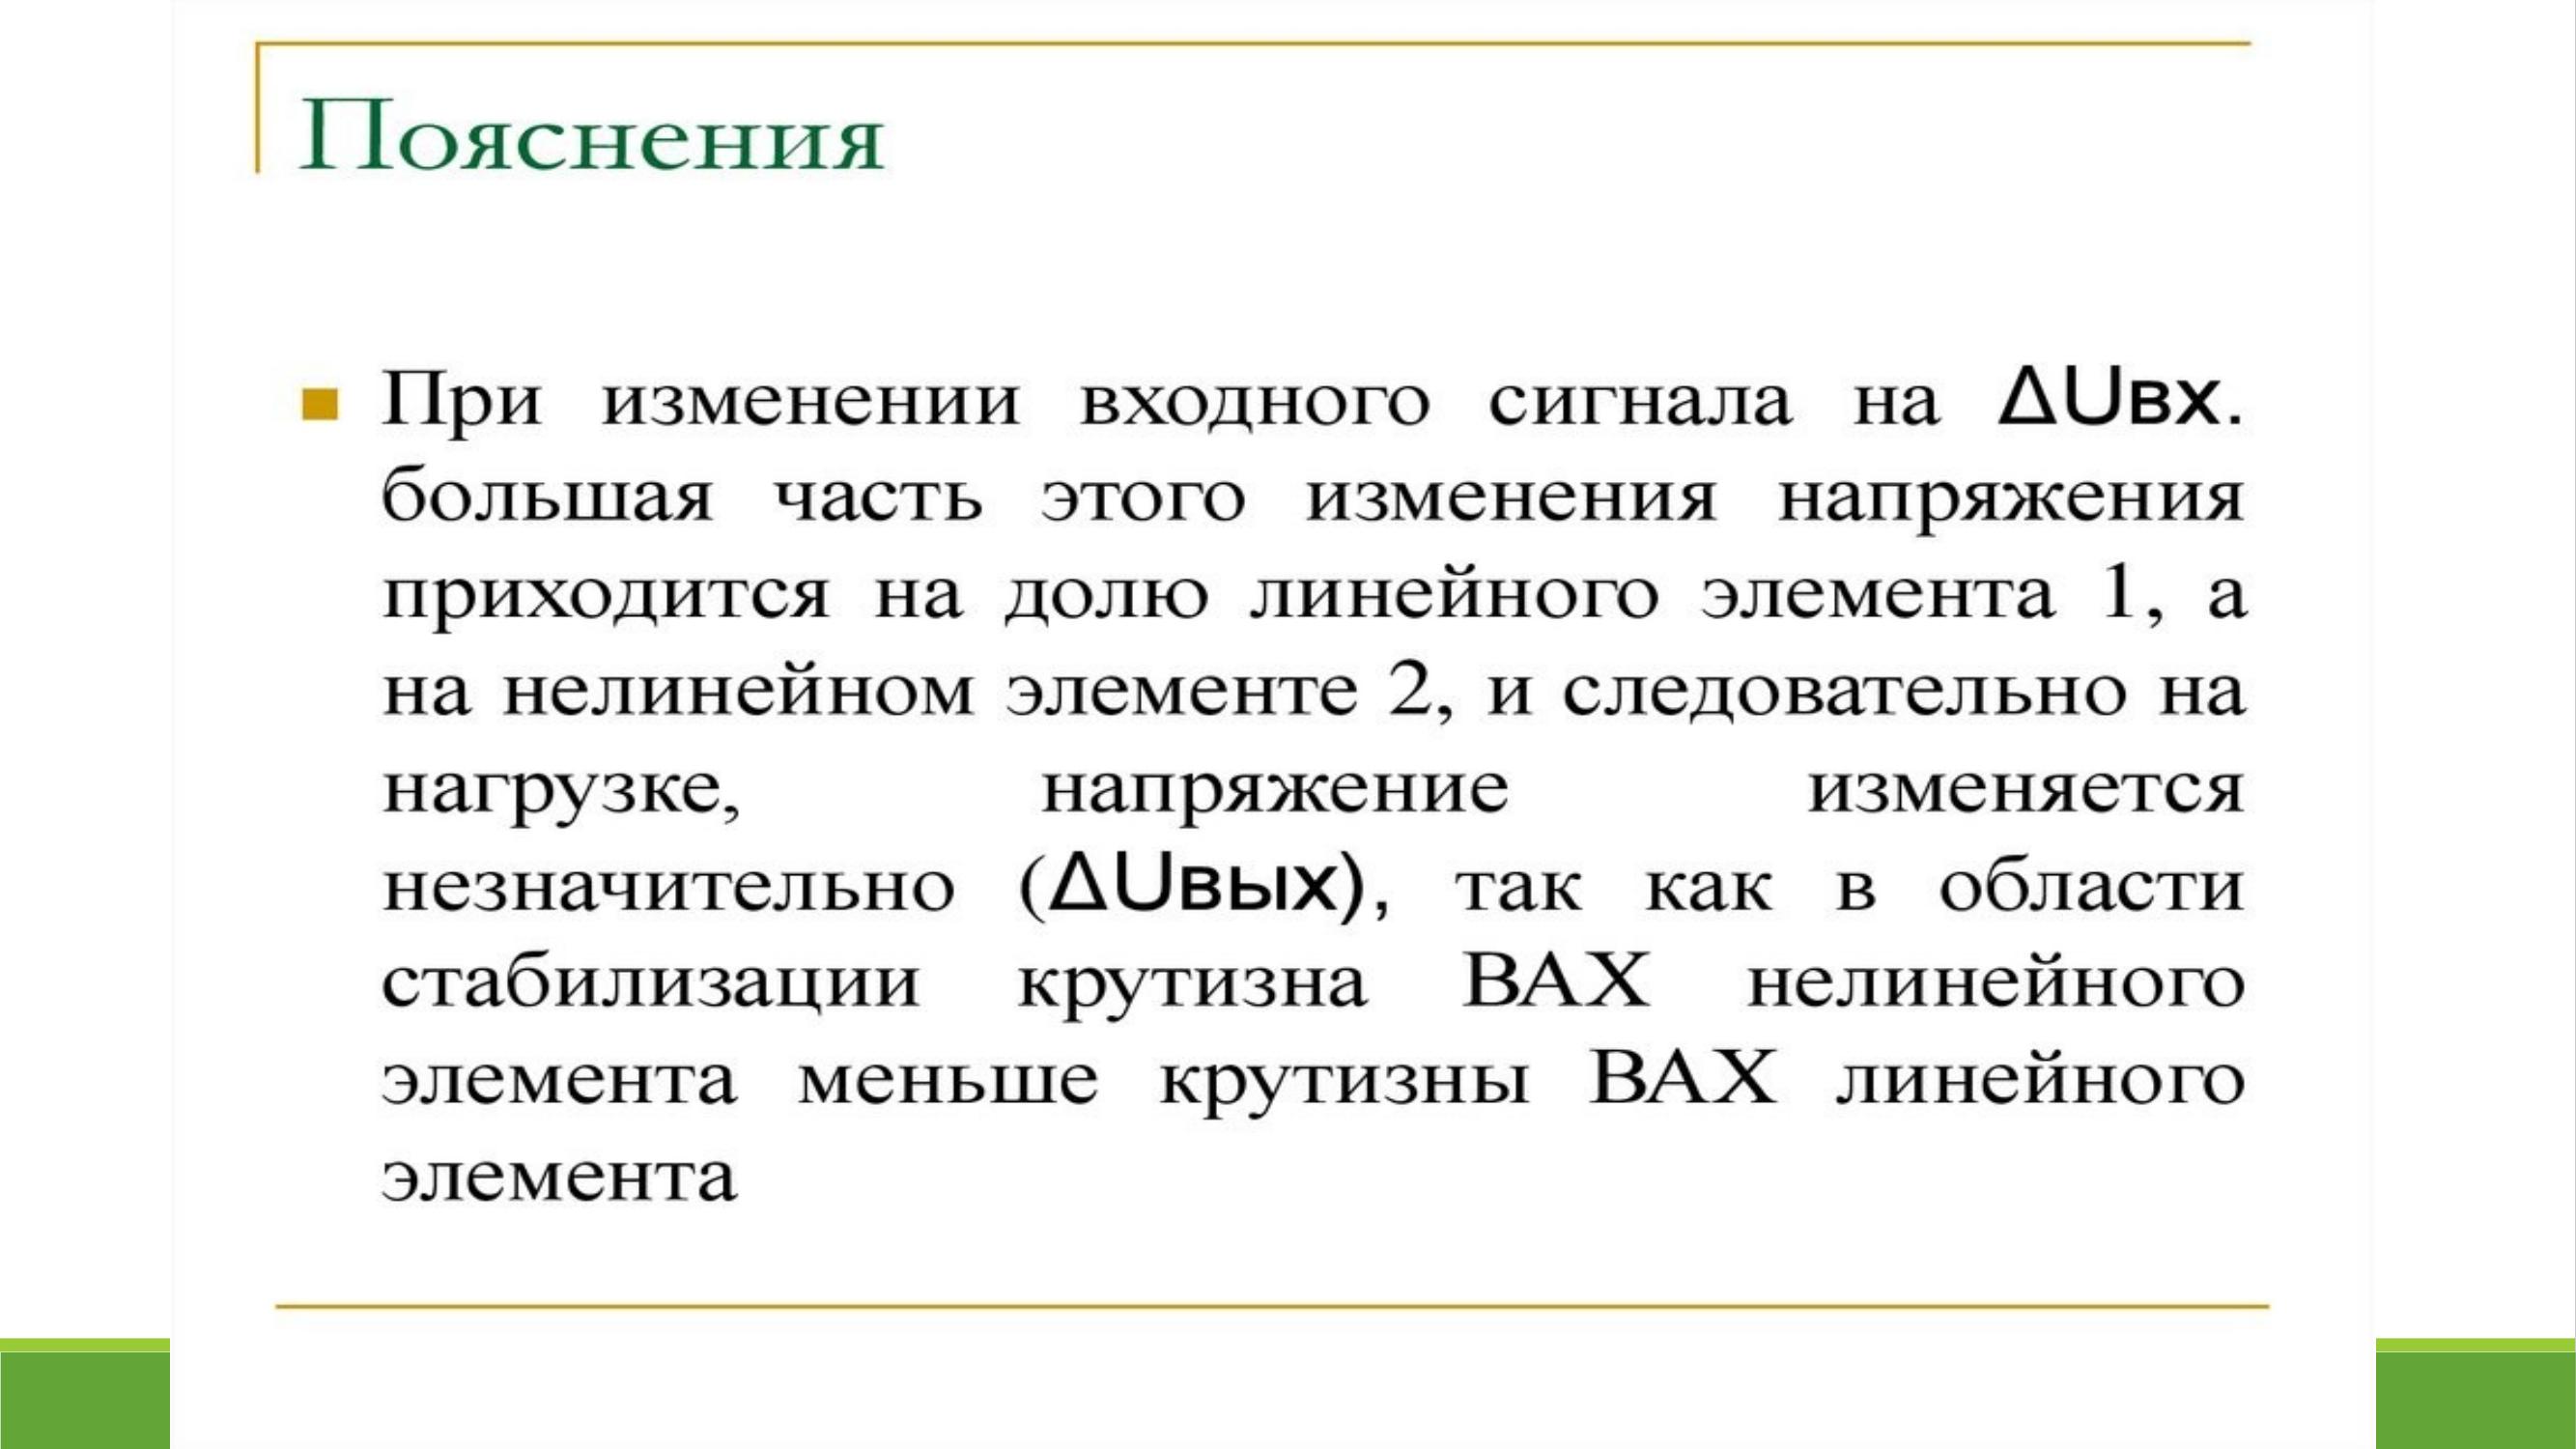 Пояснения
При изменении входного сигнала на ΔUвх.
большая часть этого изменения напряжения
приходится на долю линейного элемента 1, а
на нелинейном элементе 2, и следовательно на
нагрузке, напряжение изменяется
незначительно (ΔUвых), так как в области
стабилизации крутизна ВАХ нелинейного
элемента меньше крутизны ВАХ линейного
элемента